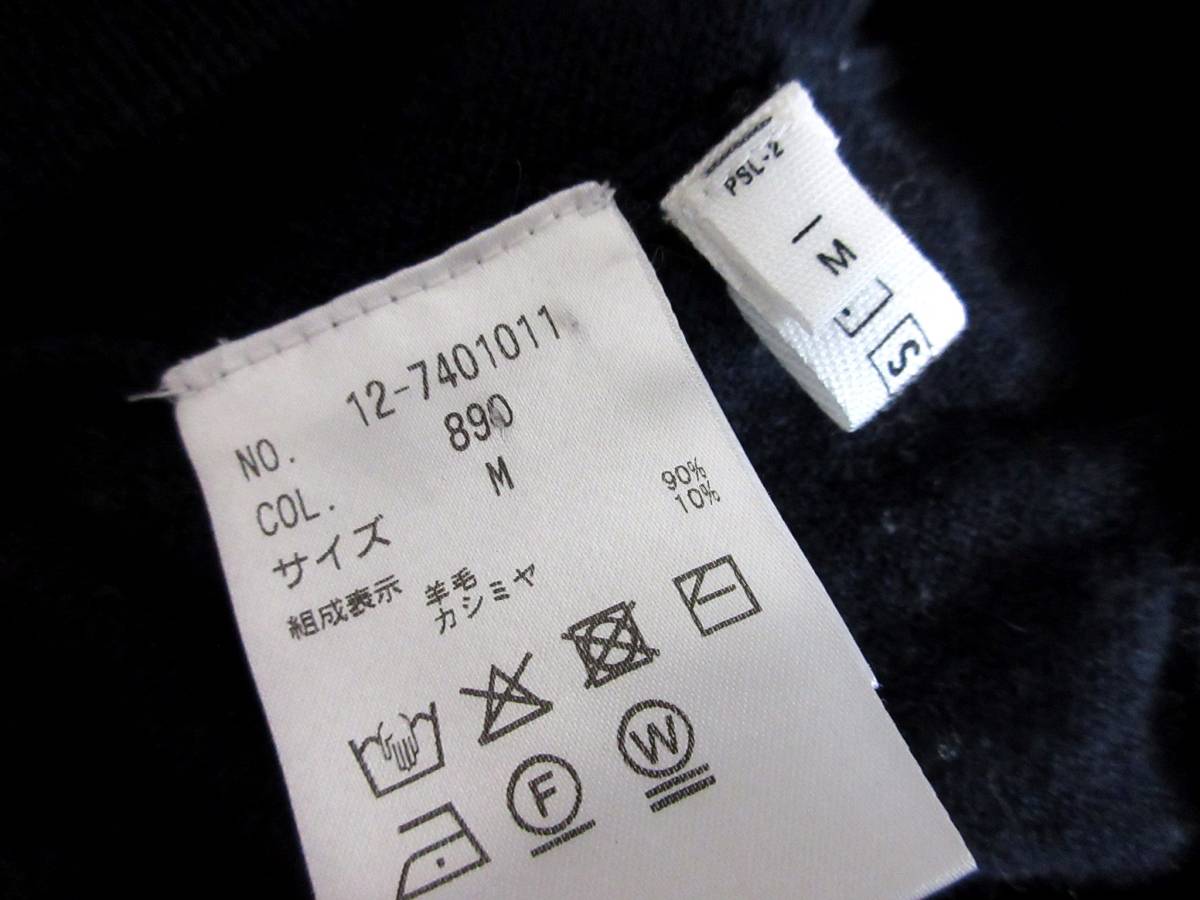 NO. 12-7401011
COL. 890
サイズ M
組成表示 羊毛 90%
カシミヤ 10%
F
W
PSL-2
M
S